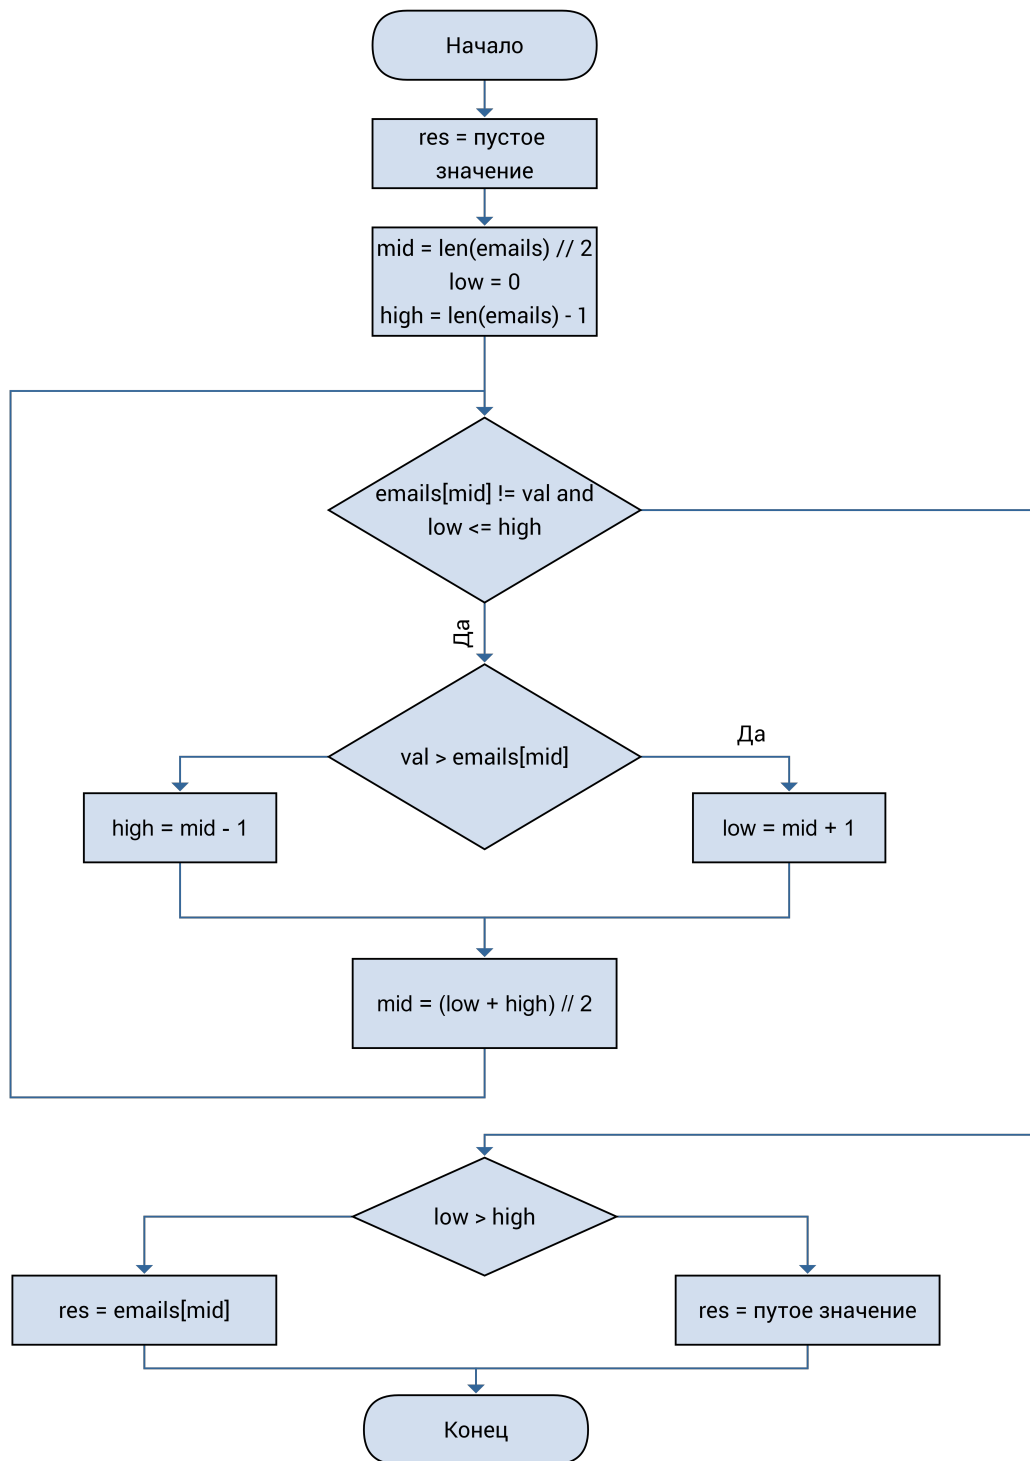 Начало
res = пустое
значение
mid = len(emails) // 2
low = 0
high = len(emails) - 1
emails[mid] != val and
low <= high
Да
val > emails[mid]
Да
high = mid - 1
low = mid + 1
mid = (low + high) // 2
low > high
res = emails[mid]
res = путое значение
Конец